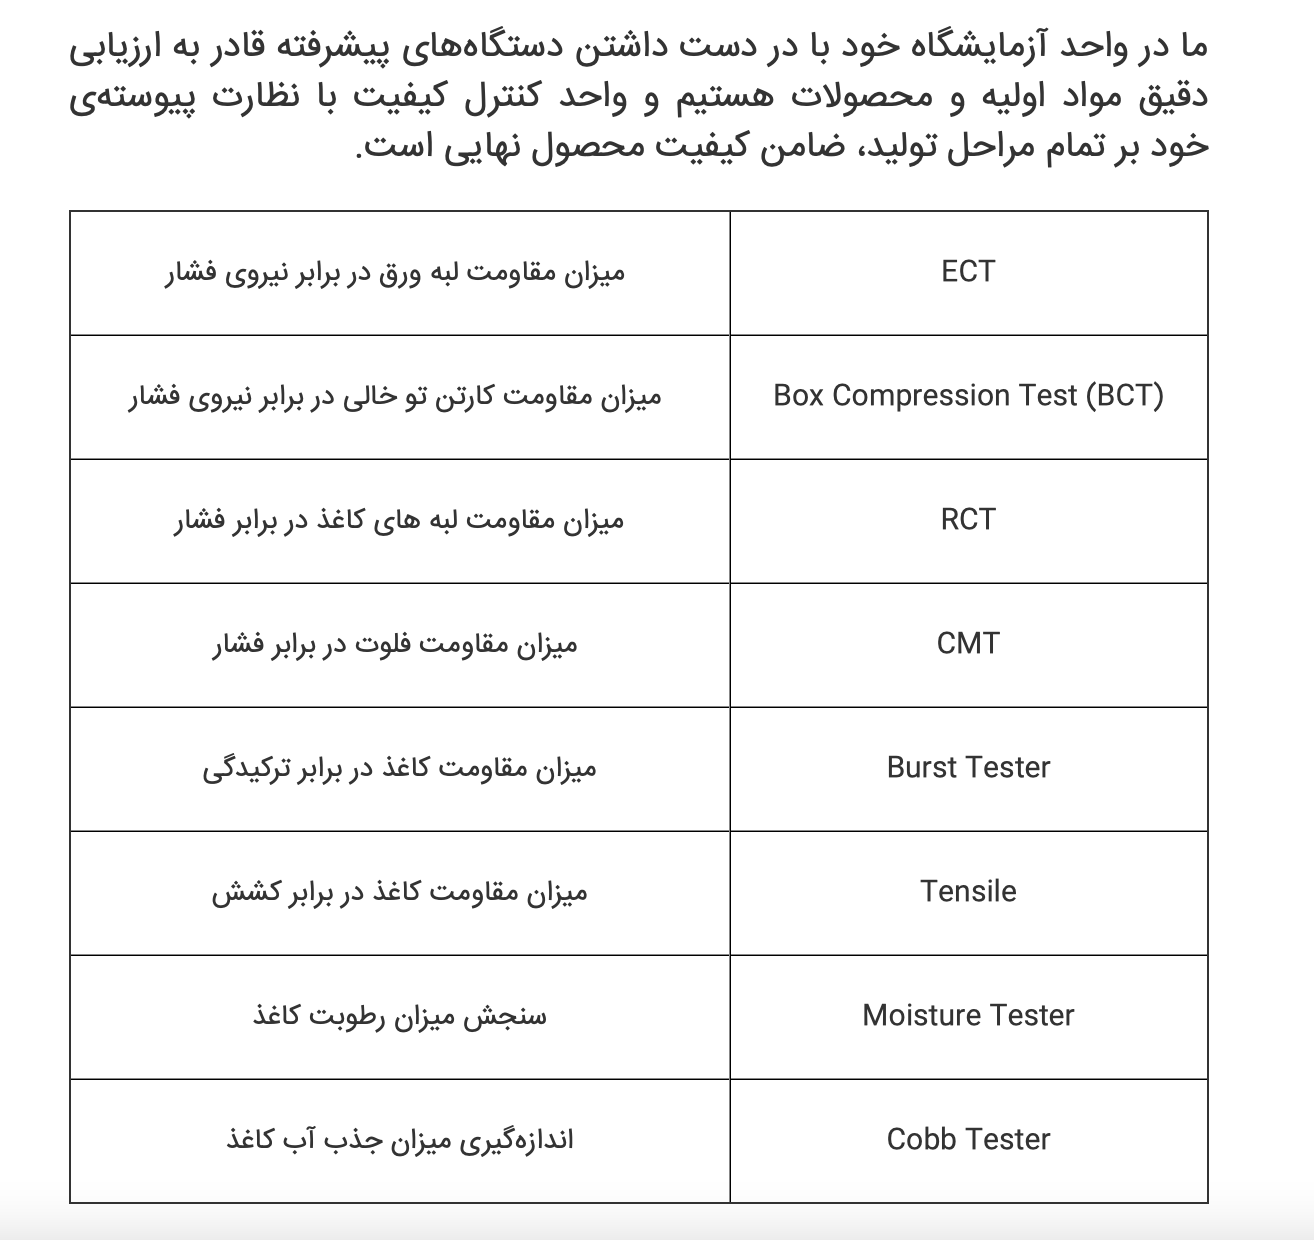 ما در واحد آزمایشگاه خود با در دست داشتن دستگاه‌های پیشرفته قادر به ارزیابی
دقیق مواد اولیه و محصولات هستیم و واحد کنترل کیفیت با نظارت پیوسته‌ی
خود بر تمام مراحل تولید، ضامن کیفیت محصول نهایی است.
ECT
میزان مقاومت لبه ورق در برابر نیروی فشار
Box Compression Test (BCT)
میزان مقاومت کارتن تو خالی در برابر نیروی فشار
RCT
میزان مقاومت لبه های کاغذ در برابر فشار
CMT
میزان مقاومت فلوت در برابر فشار
Burst Tester
میزان مقاومت کاغذ در برابر ترکیدگی
Tensile
میزان مقاومت کاغذ در برابر کشش
Moisture Tester
سنجش میزان رطوبت کاغذ
Cobb Tester
اندازه‌گیری میزان جذب آب کاغذ